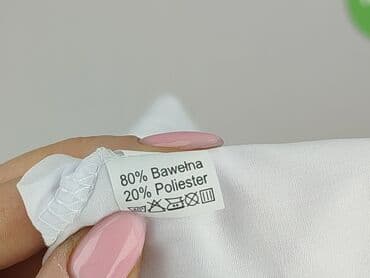 80% Bawełna
20% Poliester